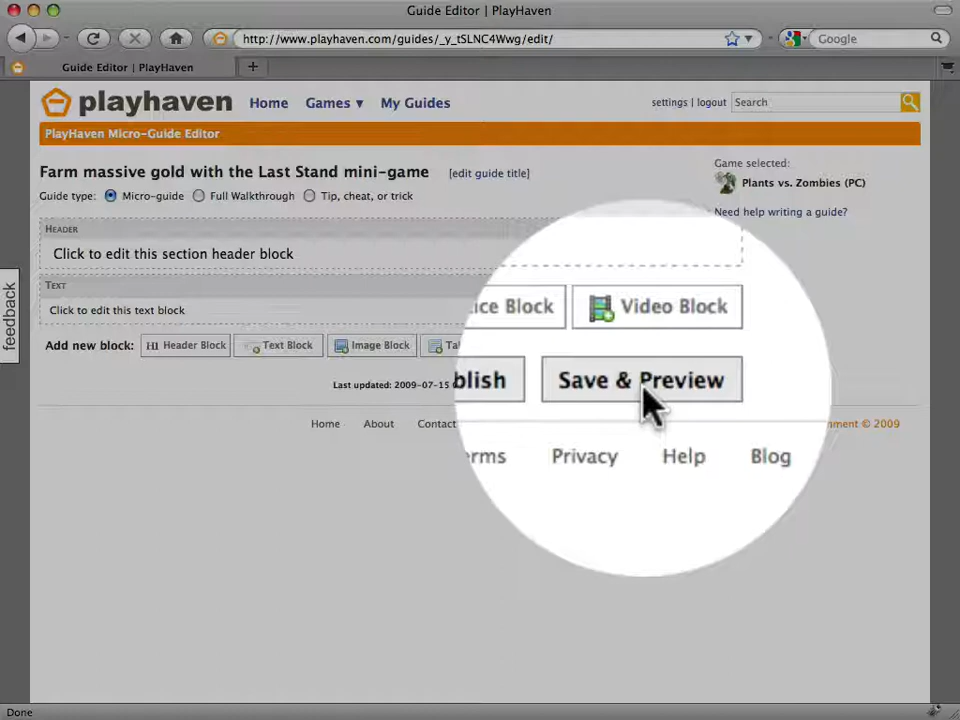 Guide Editor | PlayHaven
http://www.playhaven.com/guides/_y_tSLNC4Wwg/edit/
Google
Guide Editor | PlayHaven
playhaven Home Games ▼ My Guides settings | logout Search
PlayHaven Micro-Guide Editor
Farm massive gold with the Last Stand mini-game [edit guide title]
Game selected:
Plants vs. Zombies (PC)
Guide type: Micro-guide Full Walkthrough Tip, cheat, or trick
Need help writing a guide?
HEADER
Click to edit this section header block
TEXT
Click to edit this text block
feedback
Add new block: H1 Header Block Text Block Image Block Block Video Block
Last updated: 2009-07-15 Save & Preview
Home About Contact Privacy Help Blog © 2009
Done